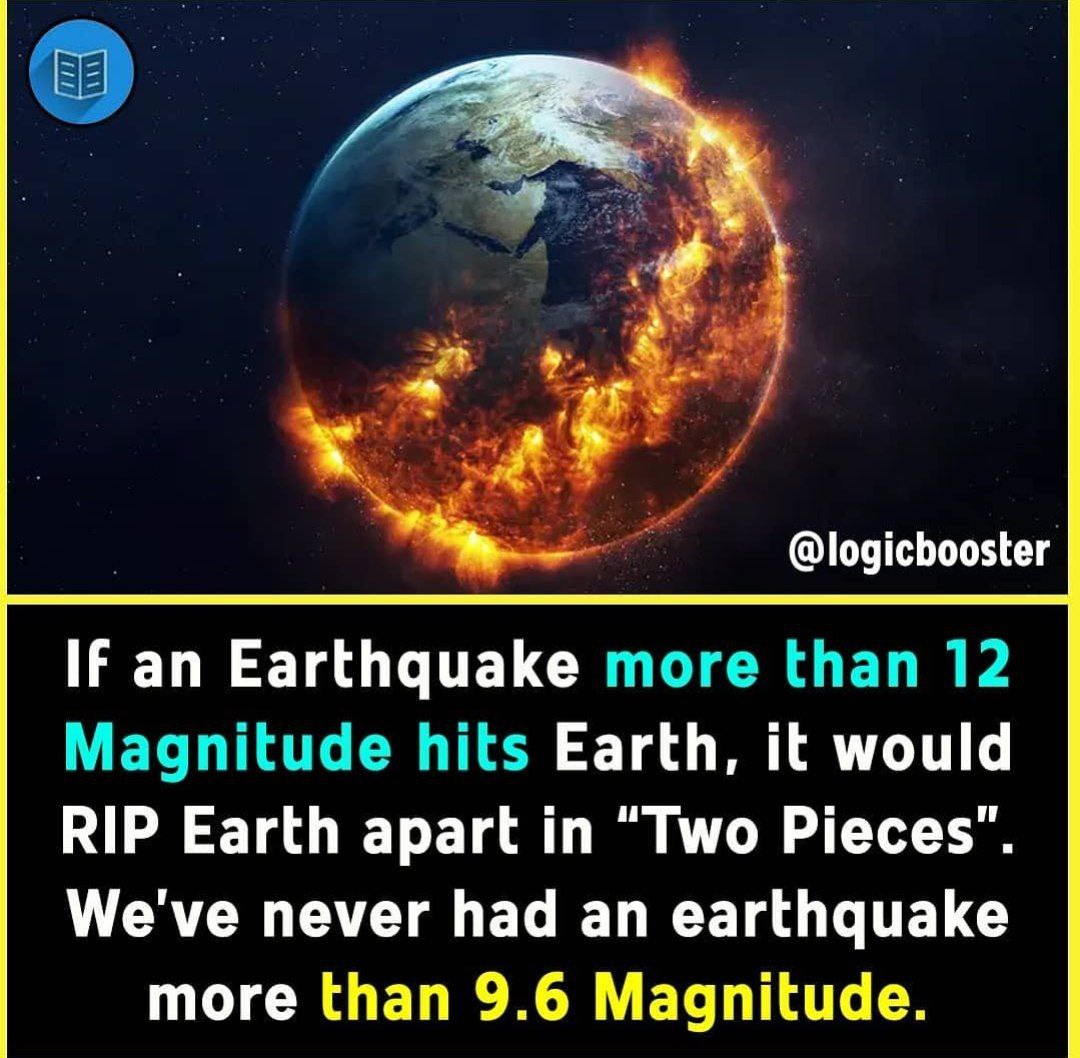 @logicbooster
If an Earthquake more than 12
Magnitude hits Earth, it would
RIP Earth apart in “Two Pieces”.
We've never had an earthquake
more than 9.6 Magnitude.